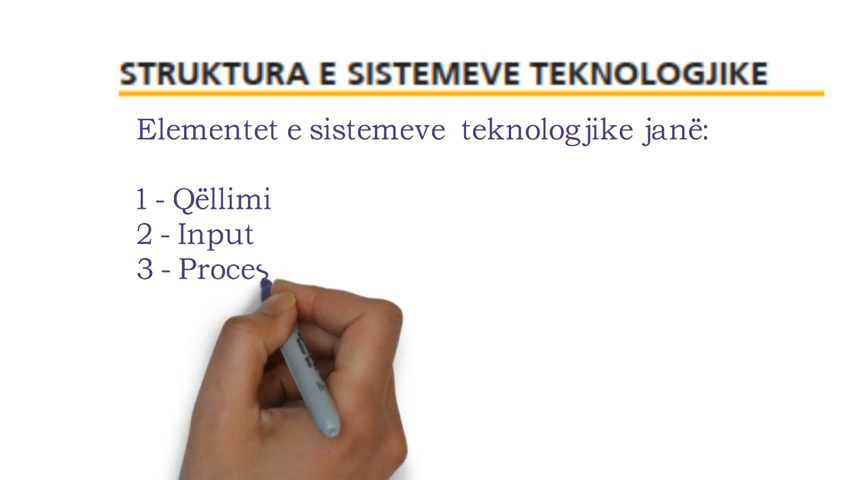 STRUKTURA E SISTEMEVE TEKNOLOGJIKE
Elementet e sistemeve teknologjike janë:
1 - Qëllimi
2 - Input
3 - Proces